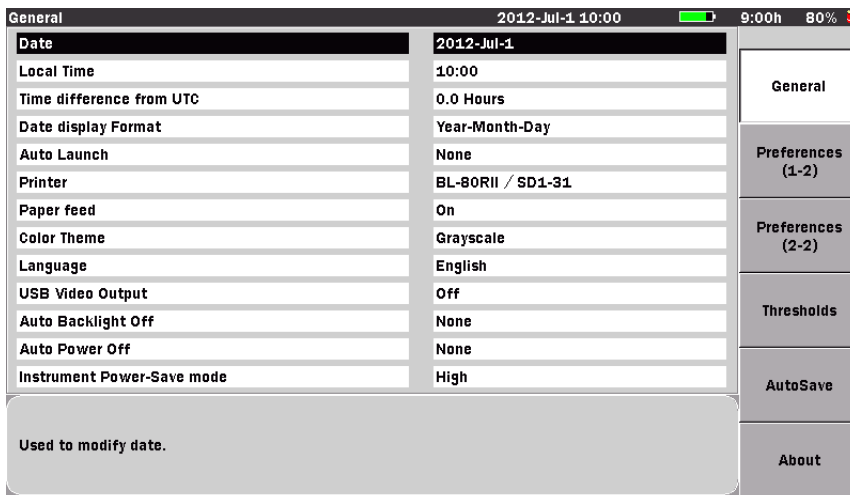 General 2012-Jul-1 10:00 9:00h 80%
Date 2012-Jul-1
Local Time 10:00
Time difference from UTC 0.0 Hours
Date display Format Year-Month-Day
Auto Launch None
Printer BL-80RII / SD1-31
Paper feed On
Color Theme Grayscale
Language English
USB Video Output Off
Auto Backlight Off None
Auto Power Off None
Instrument Power-Save mode High
Used to modify date.
General
Preferences
(1-2)
Preferences
(2-2)
Thresholds
AutoSave
About